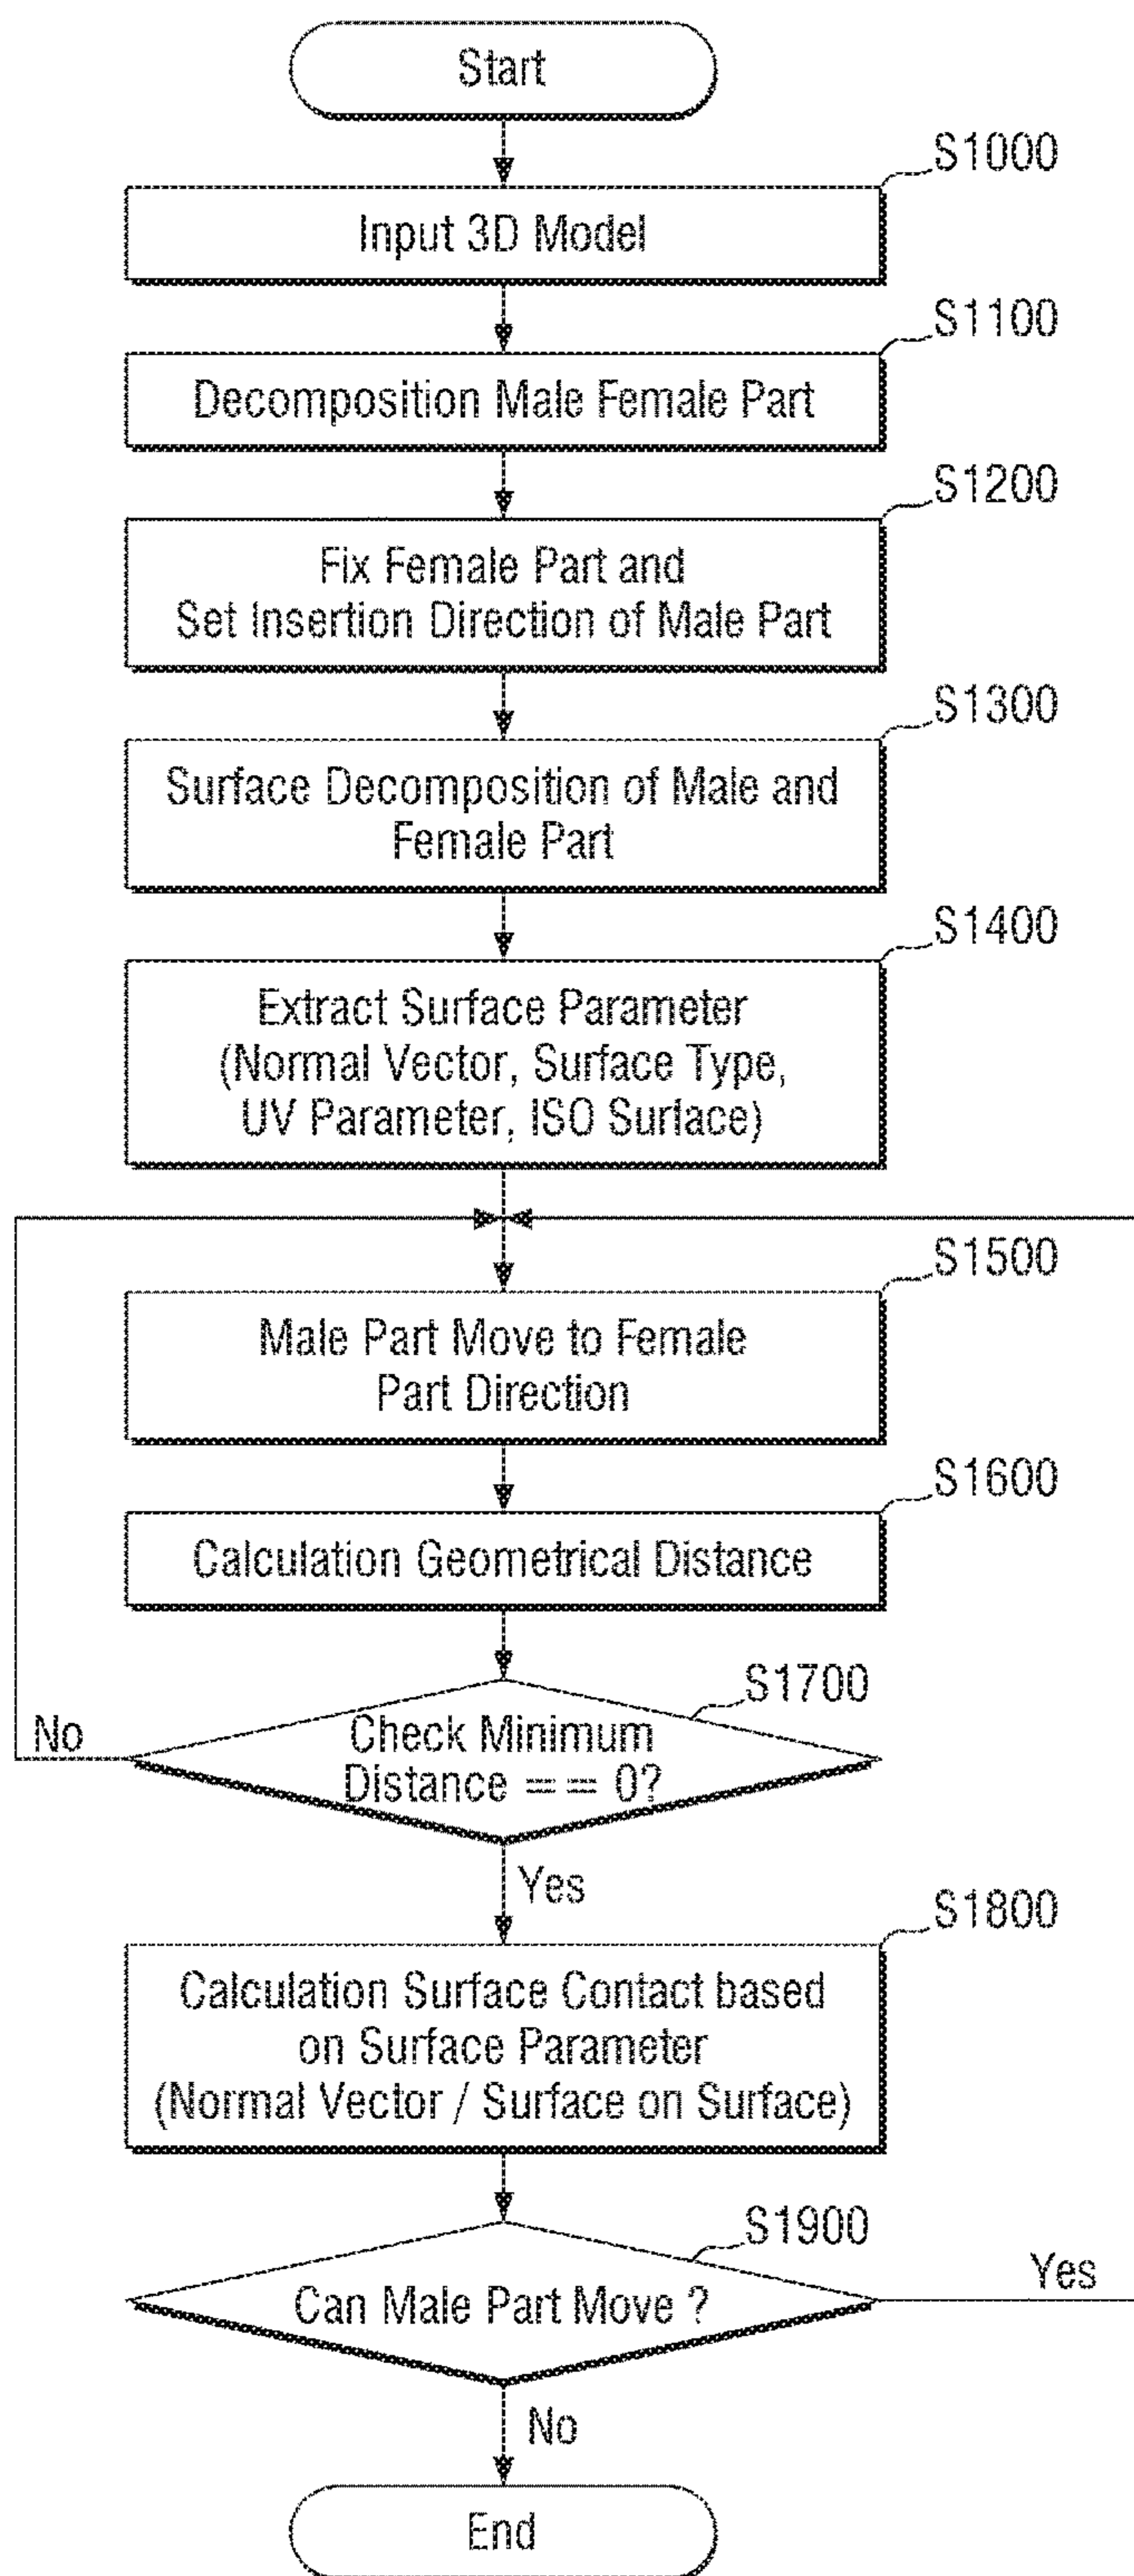 Start
S1000
Input 3D Model
S1100
Decomposition Male Female Part
S1200
Fix Female Part and
Set Insertion Direction of Male Part
S1300
Surface Decomposition of Male and
Female Part
S1400
Extract Surface Parameter
(Normal Vector, Surface Type,
UV Parameter, ISO Surface)
S1500
Male Part Move to Female
Part Direction
S1600
Calculation Geometrical Distance
S1700
No
Check Minimum
Distance == 0?
Yes
S1800
Calculation Surface Contact based
on Surface Parameter
(Normal Vector / Surface on Surface)
S1900
Yes
Can Male Part Move ?
No
End